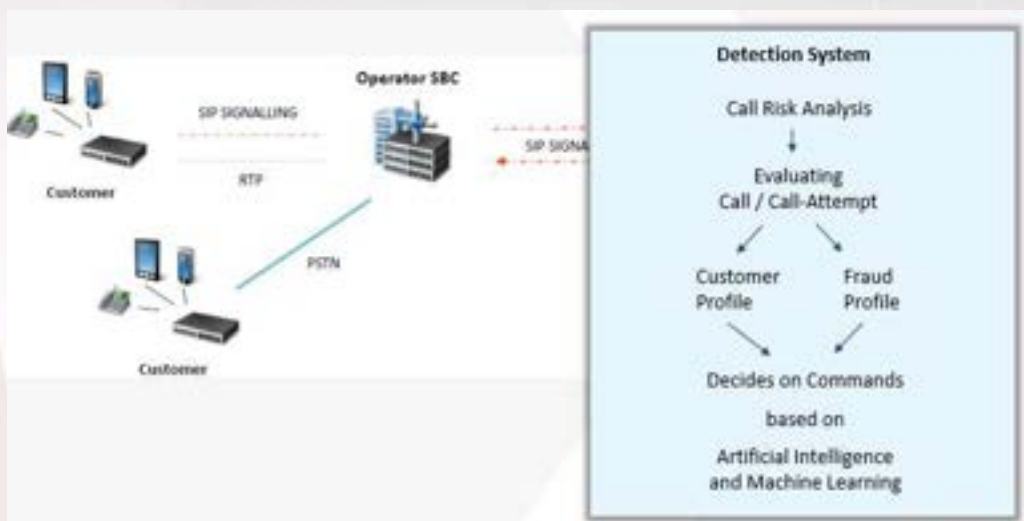 Operator SBC
SIP SIGNALLING
RTP
Customer
PSTN
Customer
SIP SIGNA
Detection System
Call Risk Analysis
Evaluating
Call / Call-Attempt
Customer
Profile
Fraud
Profile
Decides on Commands
based on
Artificial Intelligence
and Machine Learning